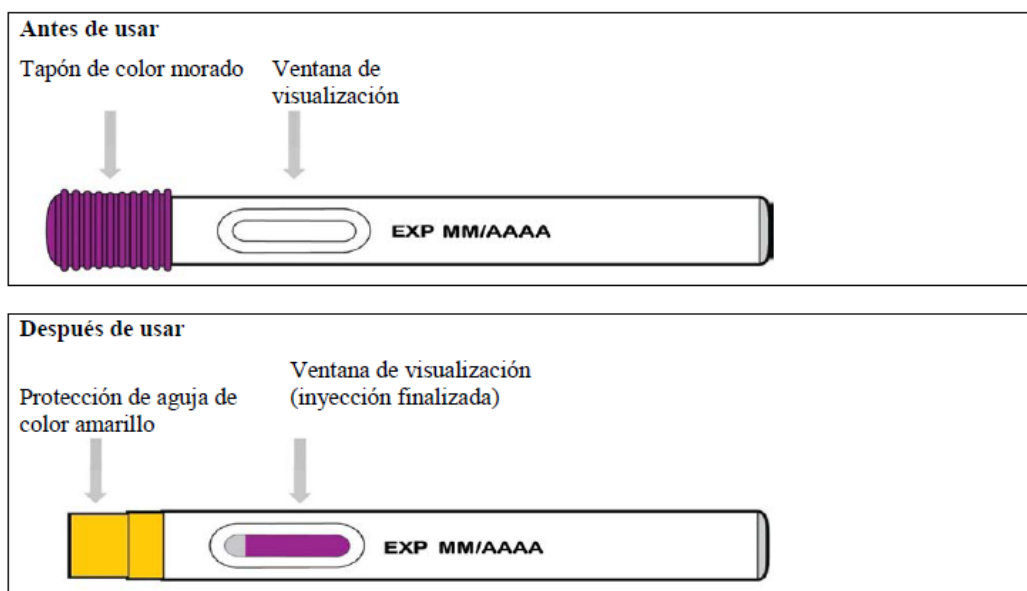 Antes de usar
Tapón de color morado
Ventana de
visualización
EXP MM/AAAA
Después de usar
Protección de aguja de
color amarillo
Ventana de visualización
(inyección finalizada)
EXP MM/AAAA